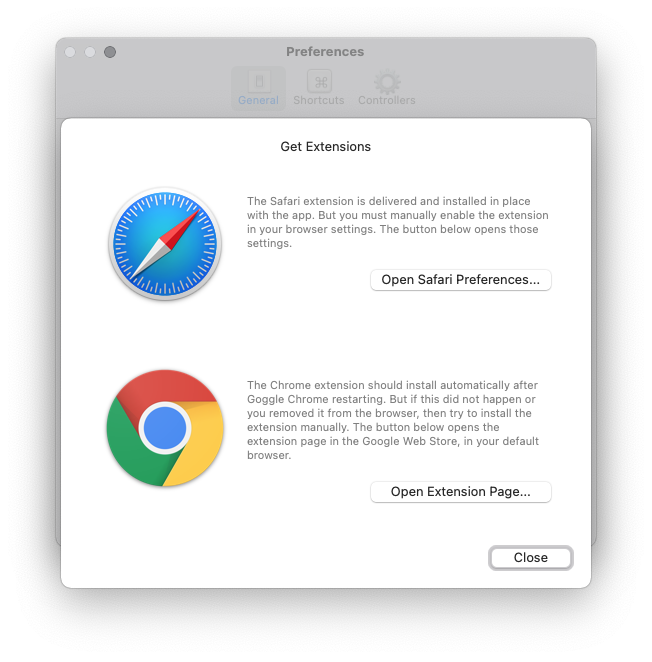 Preferences
General Shortcuts Controllers
Get Extensions
The Safari extension is delivered and installed in place
with the app. But you must manually enable the extension
in your browser settings. The button below opens those
settings.
Open Safari Preferences...
The Chrome extension should install automatically after
Goggle Chrome restarting. But if this did not happen or
you removed it from the browser, then try to install the
extension manually. The button below opens the
extension page in the Google Web Store, in your default
browser.
Open Extension Page...
Close